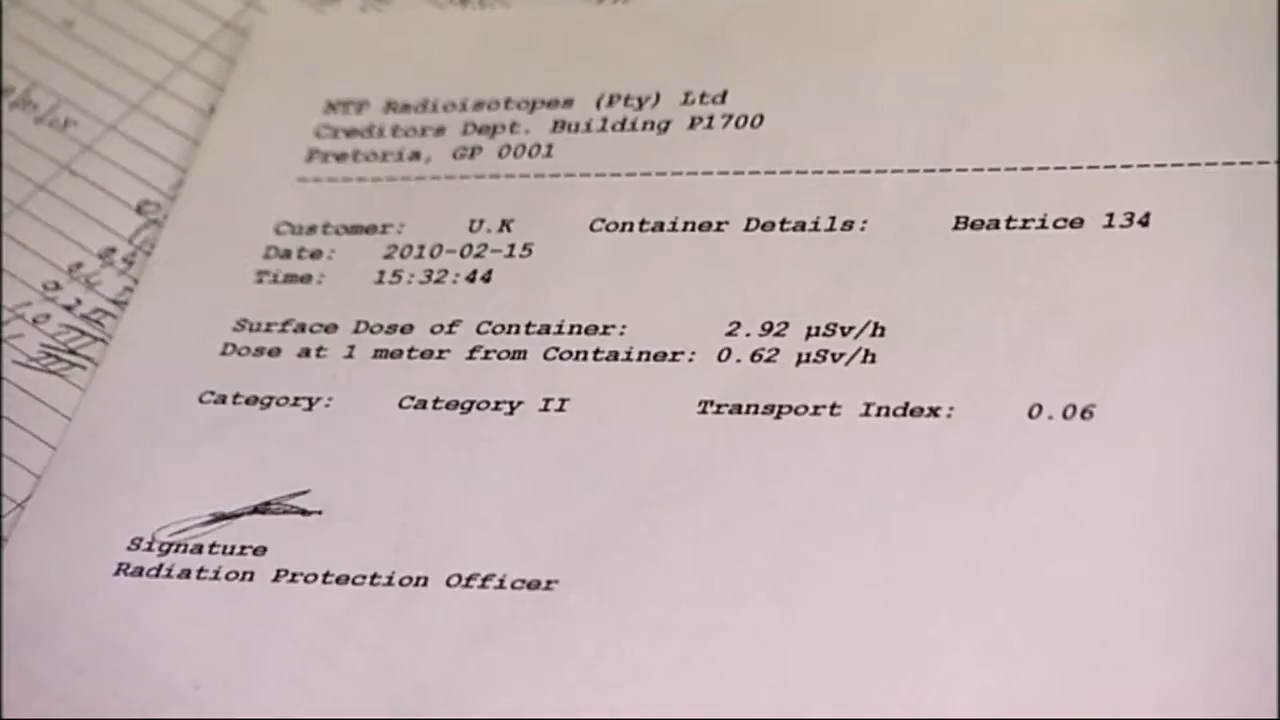 NTP Radioisotopes (Pty) Ltd
Creditors Dept. Building P1700
Pretoria, GP 0001
--------------------------------------------------------------
Customer: U.K Container Details: Beatrice 134
Date: 2010-02-15
Time: 15:32:44
Surface Dose of Container: 2.92 µSv/h
Dose at 1 meter from Container: 0.62 µSv/h
Category: Category II Transport Index: 0.06
Signature
Radiation Protection Officer